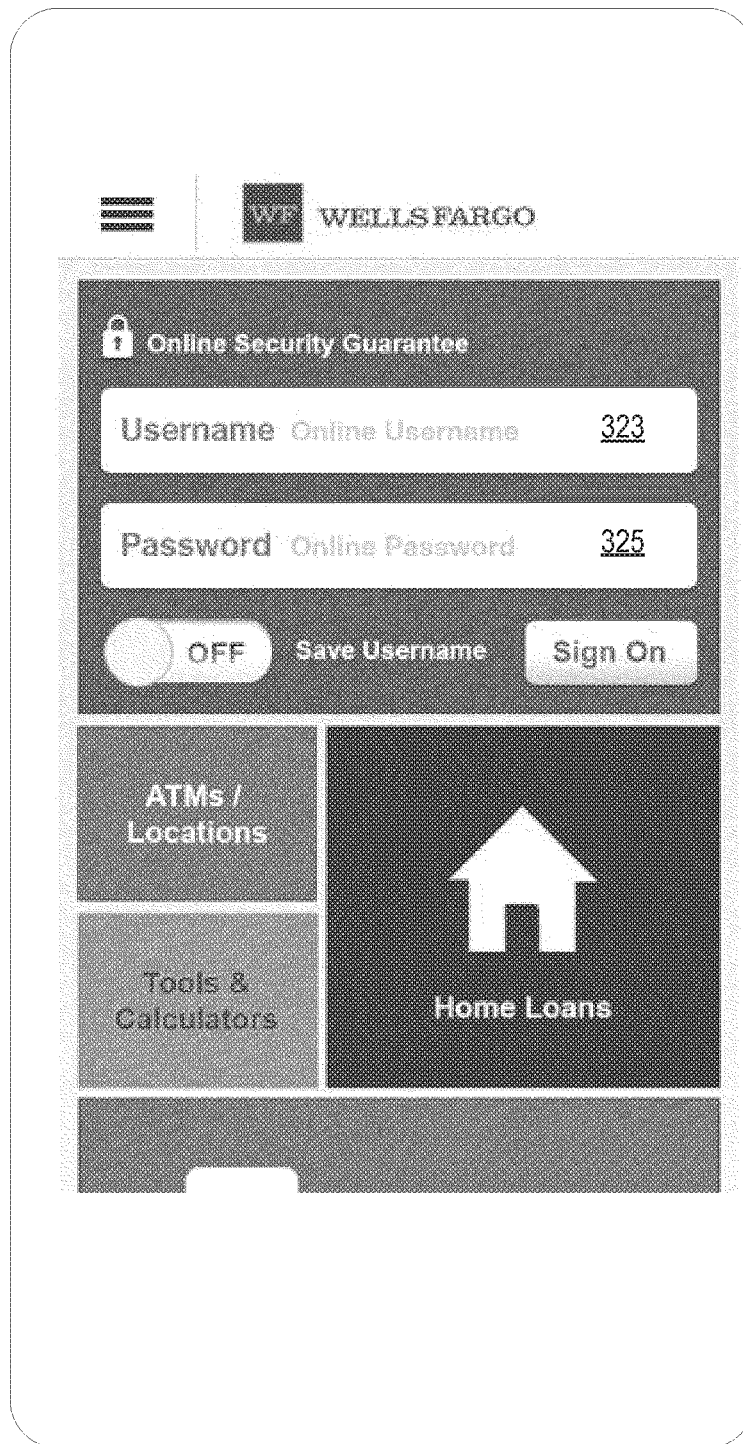 WF WELLS FARGO
Online Security Guarantee
Username Online Username 323
Password Online Password 325
OFF Save Username Sign On
ATMs /
Locations
Tools &
Calculators
Home Loans